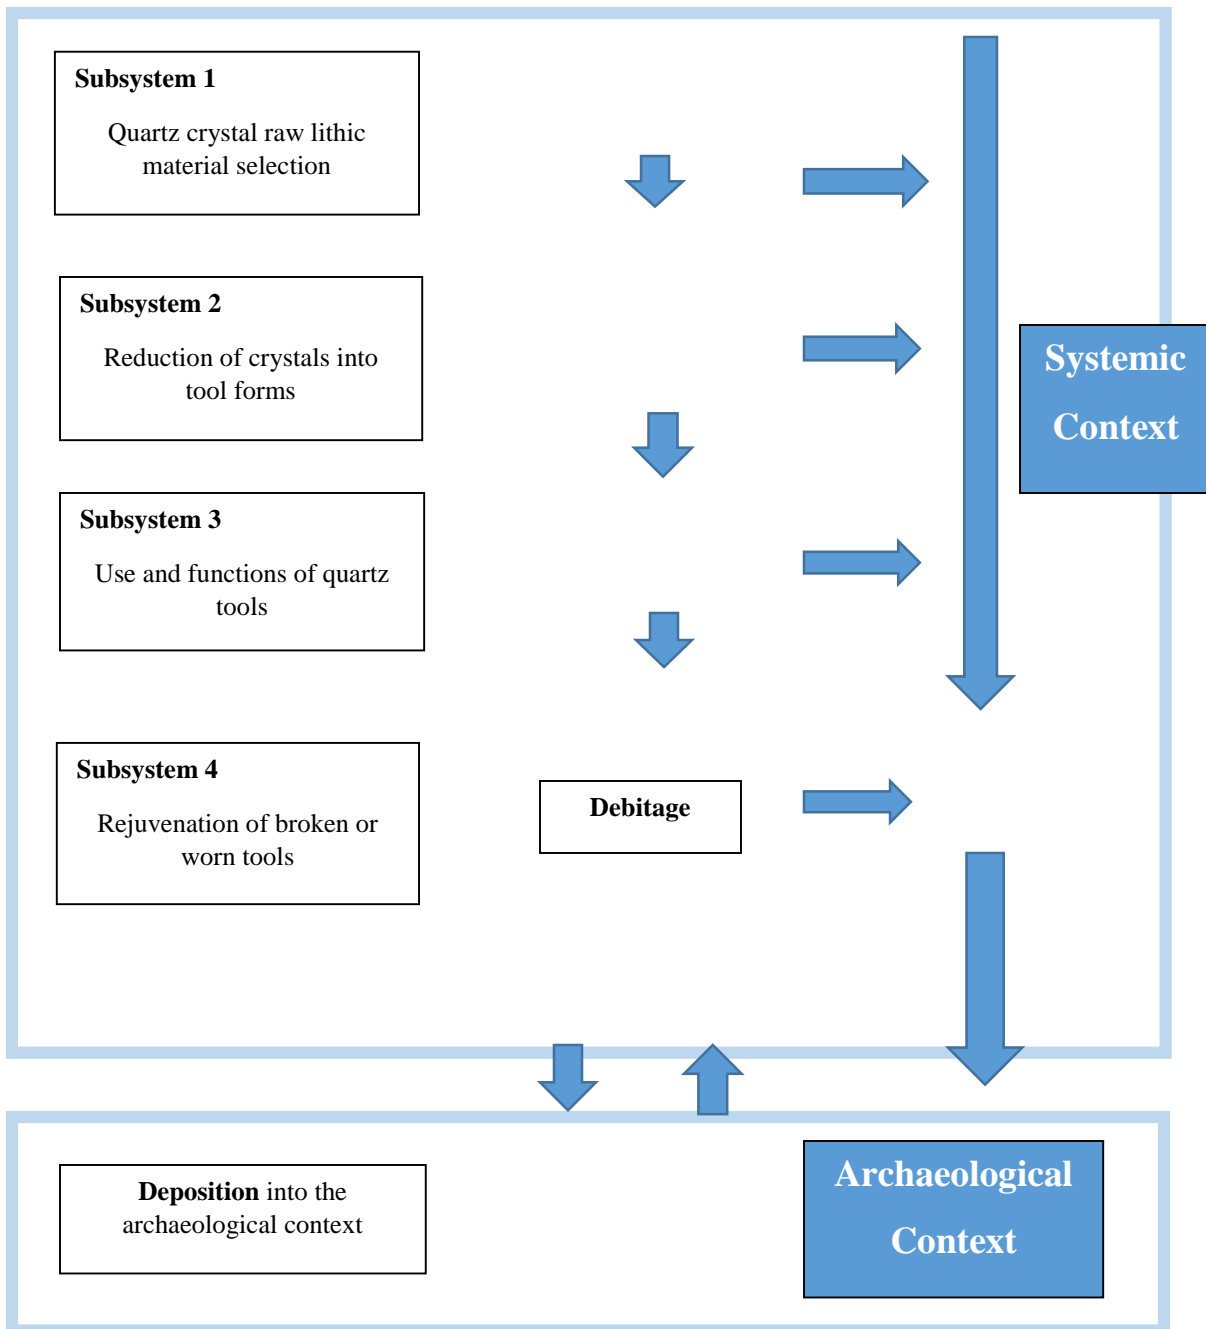 Subsystem 1
Quartz crystal raw lithic
material selection
Subsystem 2
Reduction of crystals into
tool forms
Systemic
Context
Subsystem 3
Use and functions of quartz
tools
Subsystem 4
Rejuvenation of broken or
worn tools
Debitage
Deposition into the
archaeological context
Archaeological
Context